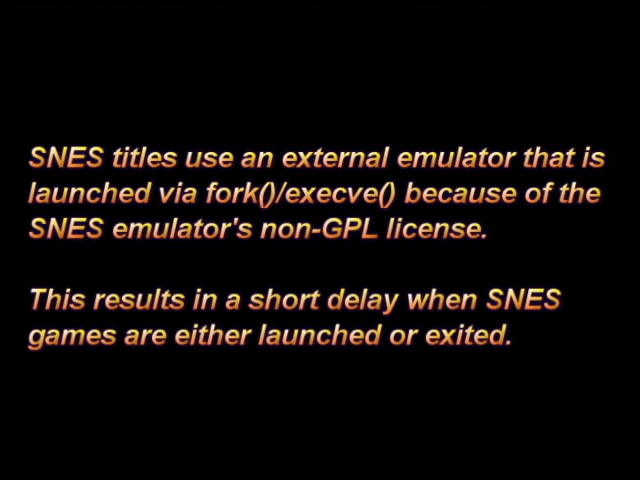 SNES titles use an external emulator that is
launched via fork()/execve() because of the
SNES emulator's non-GPL license.
This results in a short delay when SNES
games are either launched or exited.